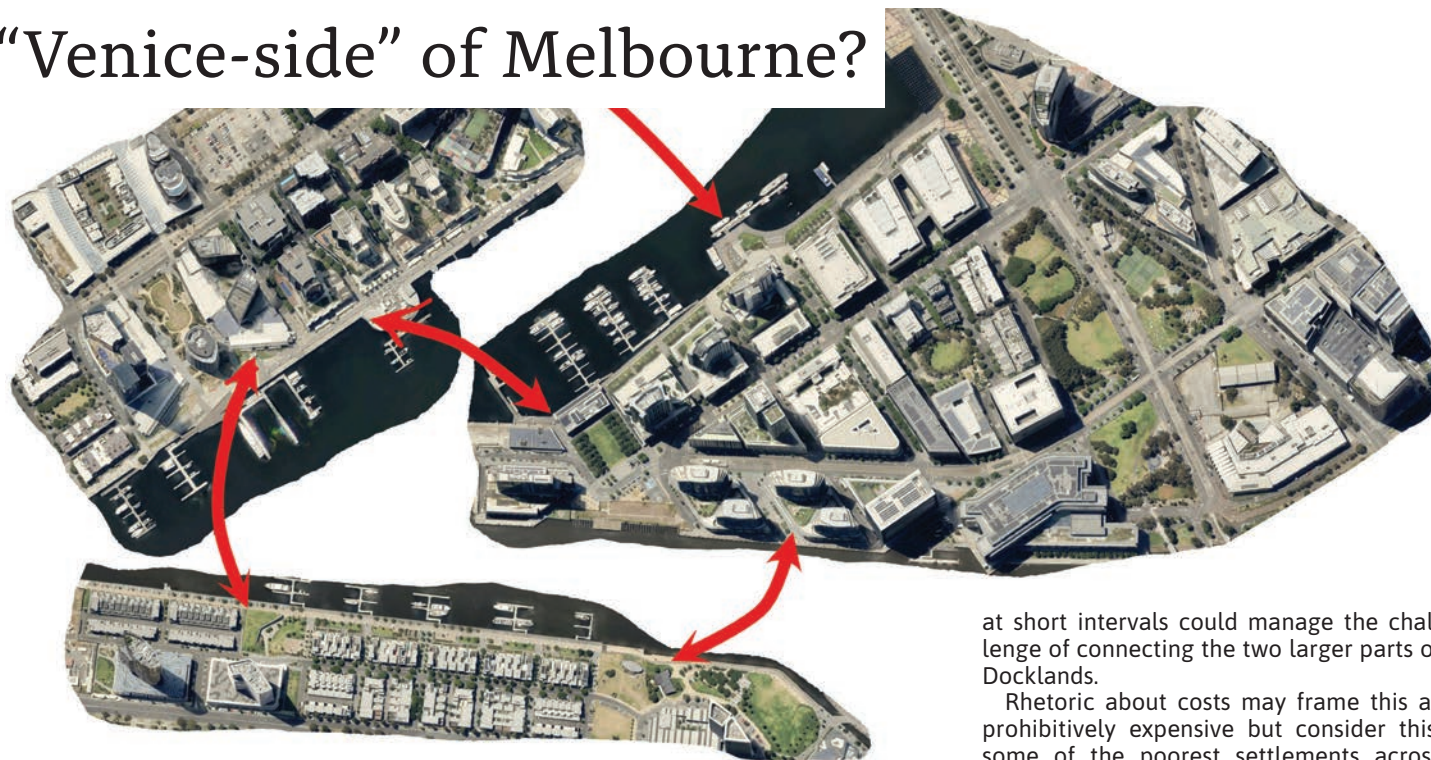 “Venice-side” of Melbourne?
at short intervals could manage the chal
lenge of connecting the two larger parts o
Docklands.
Rhetoric about costs may frame this a
prohibitively expensive but consider this
some of the poorest settlements across